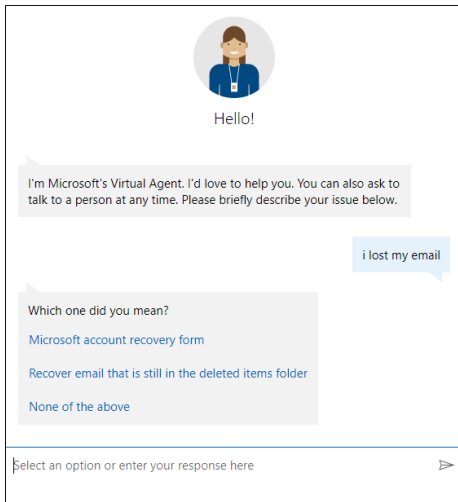 Hello!
I'm Microsoft's Virtual Agent. I'd love to help you. You can also ask to
talk to a person at any time. Please briefly describe your issue below.
i lost my email
Which one did you mean?
Microsoft account recovery form
Recover email that is still in the deleted items folder
None of the above
Select an option or enter your response here